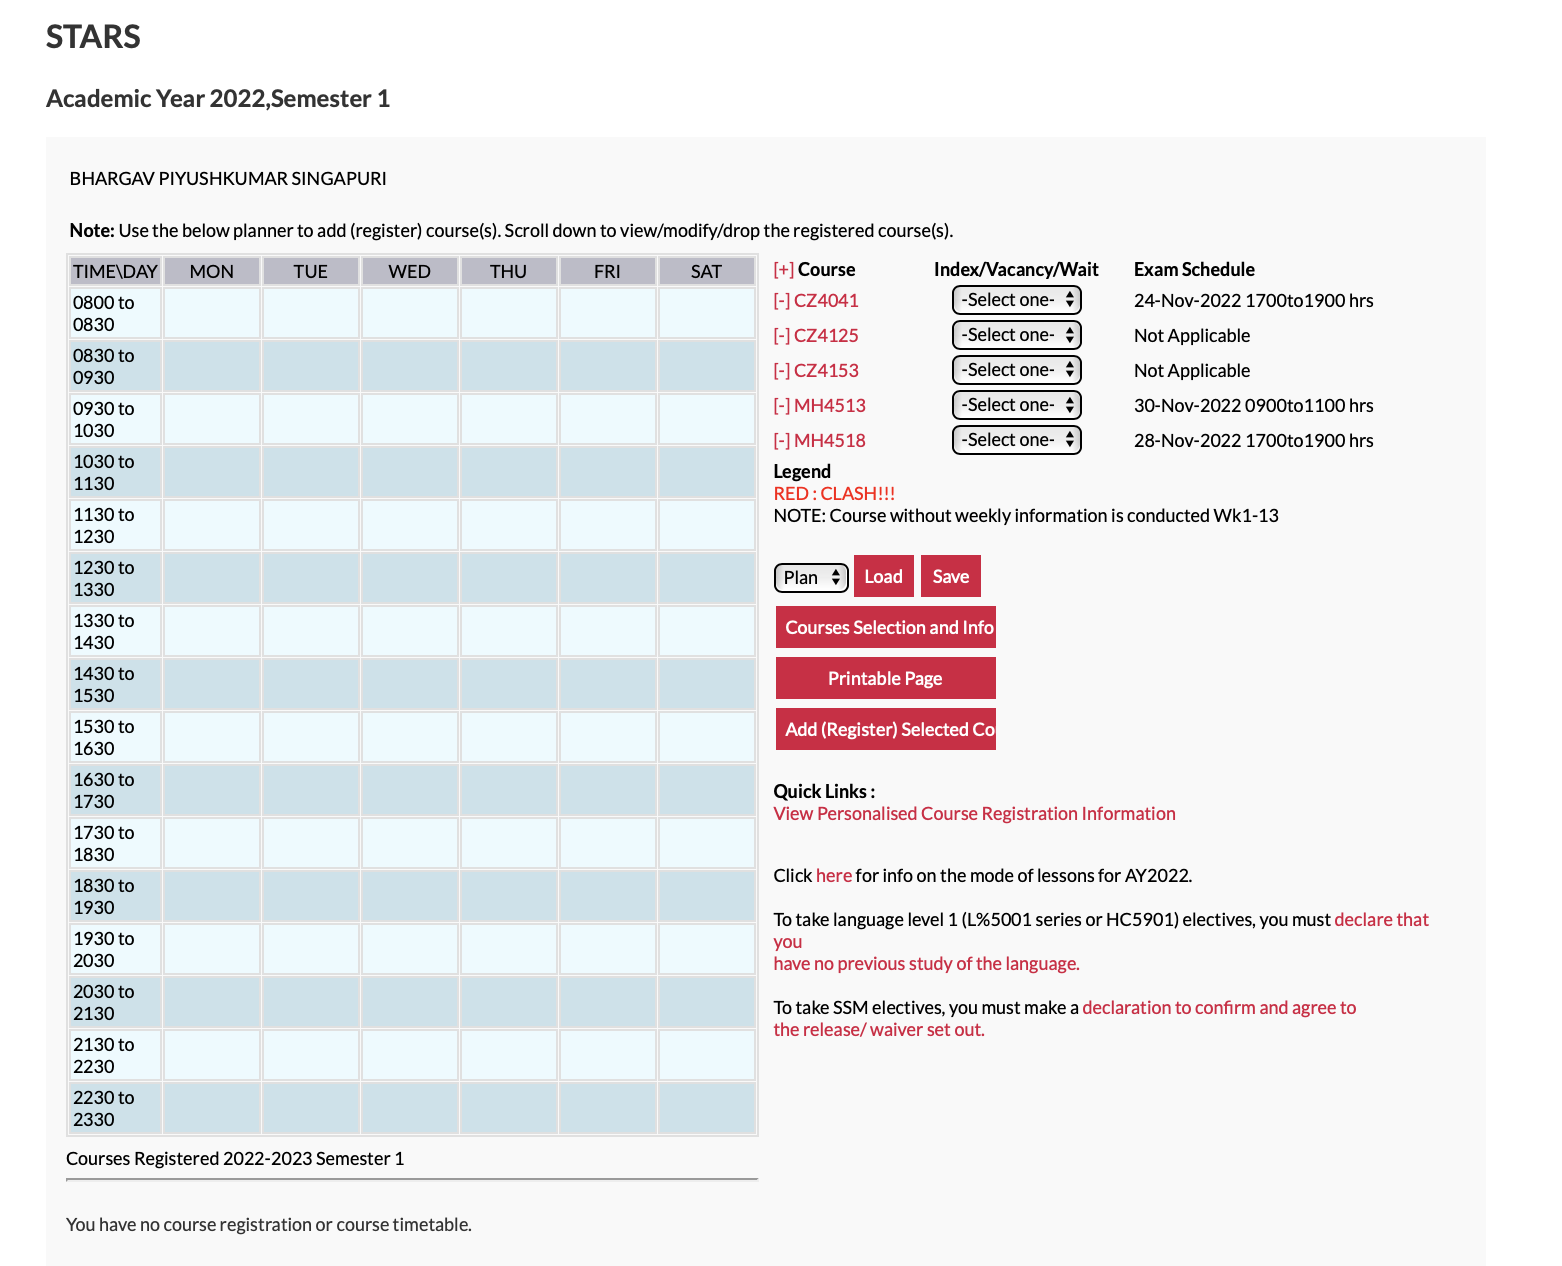 STARS
Academic Year 2022,Semester 1
BHARGAV PIYUSHKUMAR SINGAPURI
Note: Use the below planner to add (register) course(s). Scroll down to view/modify/drop the registered course(s).
TIME\DAY MON TUE WED THU FRI SAT
0800 to
0830
0830 to
0930
0930 to
1030
1030 to
1130
1130 to
1230
1230 to
1330
1330 to
1430
1430 to
1530
1530 to
1630
1630 to
1730
1730 to
1830
1830 to
1930
1930 to
2030
2030 to
2130
2130 to
2230
2230 to
2330
[+] Course Index/Vacancy/Wait Exam Schedule
[-] CZ4041 -Select one- 24-Nov-2022 1700to1900 hrs
[-] CZ4125 -Select one- Not Applicable
[-] CZ4153 -Select one- Not Applicable
[-] MH4513 -Select one- 30-Nov-2022 0900to1100 hrs
[-] MH4518 -Select one- 28-Nov-2022 1700to1900 hrs
Legend
RED : CLASH!!!
NOTE: Course without weekly information is conducted Wk1-13
Plan Load Save
Courses Selection and Info
Printable Page
Add (Register) Selected Co
Quick Links :
View Personalised Course Registration Information
Click here for info on the mode of lessons for AY2022.
To take language level 1 (L%5001 series or HC5901) electives, you must declare that
you
have no previous study of the language.
To take SSM electives, you must make a declaration to confirm and agree to
the release/ waiver set out.
Courses Registered 2022-2023 Semester 1
You have no course registration or course timetable.